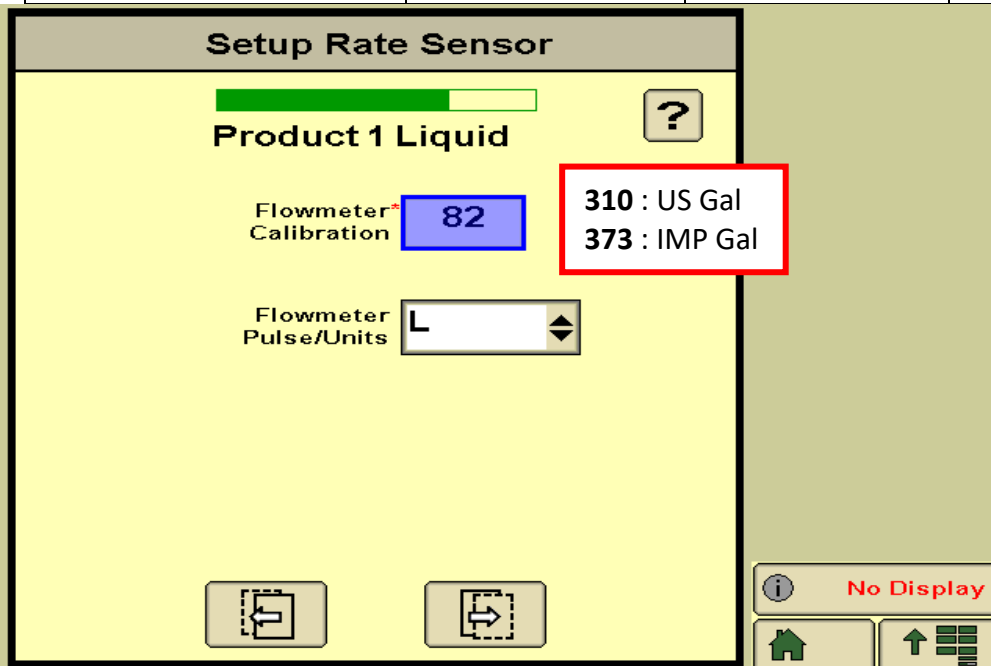 Setup Rate Sensor
?
Product 1 Liquid
Flowmeter*
Calibration
82
310 : US Gal
373 : IMP Gal
Flowmeter
Pulse/Units
L
i
No Display